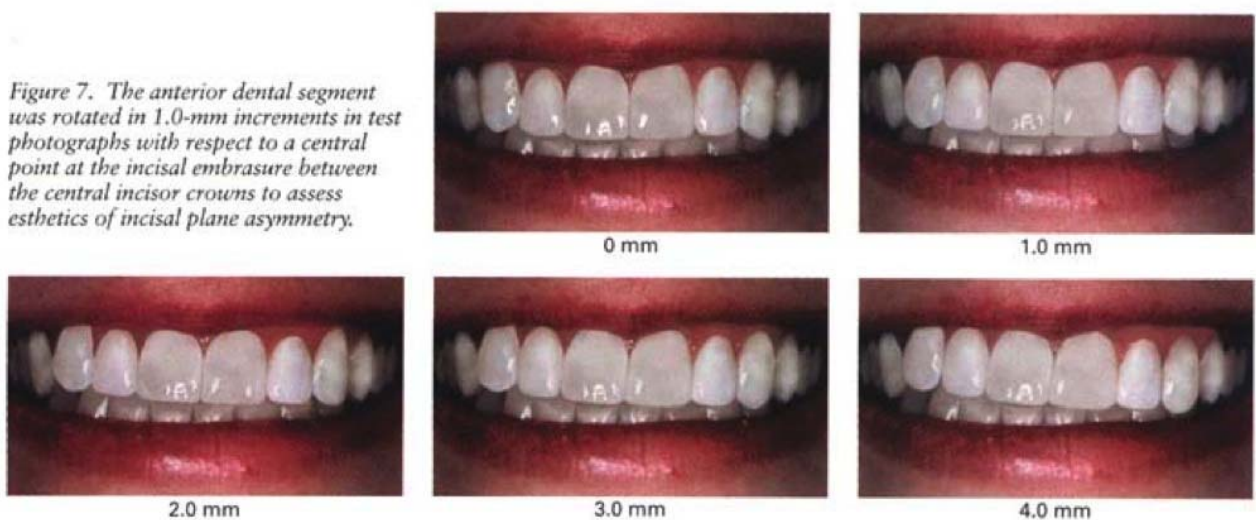 Figure 7. The anterior dental segment
was rotated in 1.0-mm increments in test
photographs with respect to a central
point at the incisal embrasure between
the central incisor crowns to assess
esthetics of incisal plane asymmetry.
0 mm
1.0 mm
2.0 mm
3.0 mm
4.0 mm